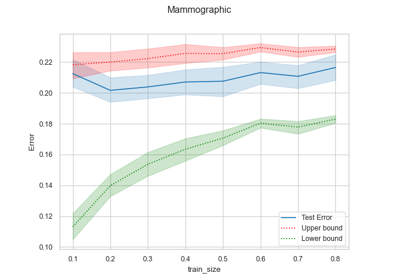 Mammographic
0.22
0.20
0.18
0.16
0.14
0.12
0.10
Error
0.1 0.2 0.3 0.4 0.5 0.6 0.7 0.8
train_size
Test Error
Upper bound
Lower bound